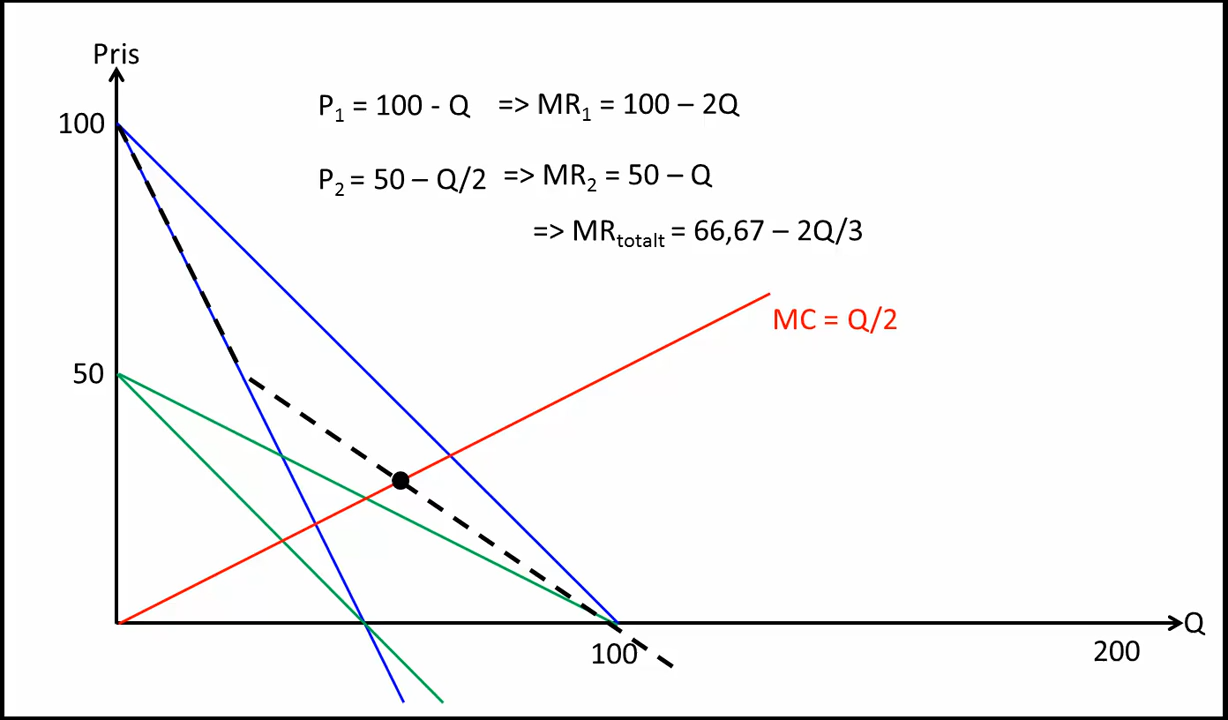 Pris
100
P₁ = 100 - Q => MR₁ = 100 – 2Q
P₂ = 50 – Q/2 => MR₂ = 50 – Q
=> MRtotalt = 66,67 – 2Q/3
MC = Q/2
50
Q
100
200